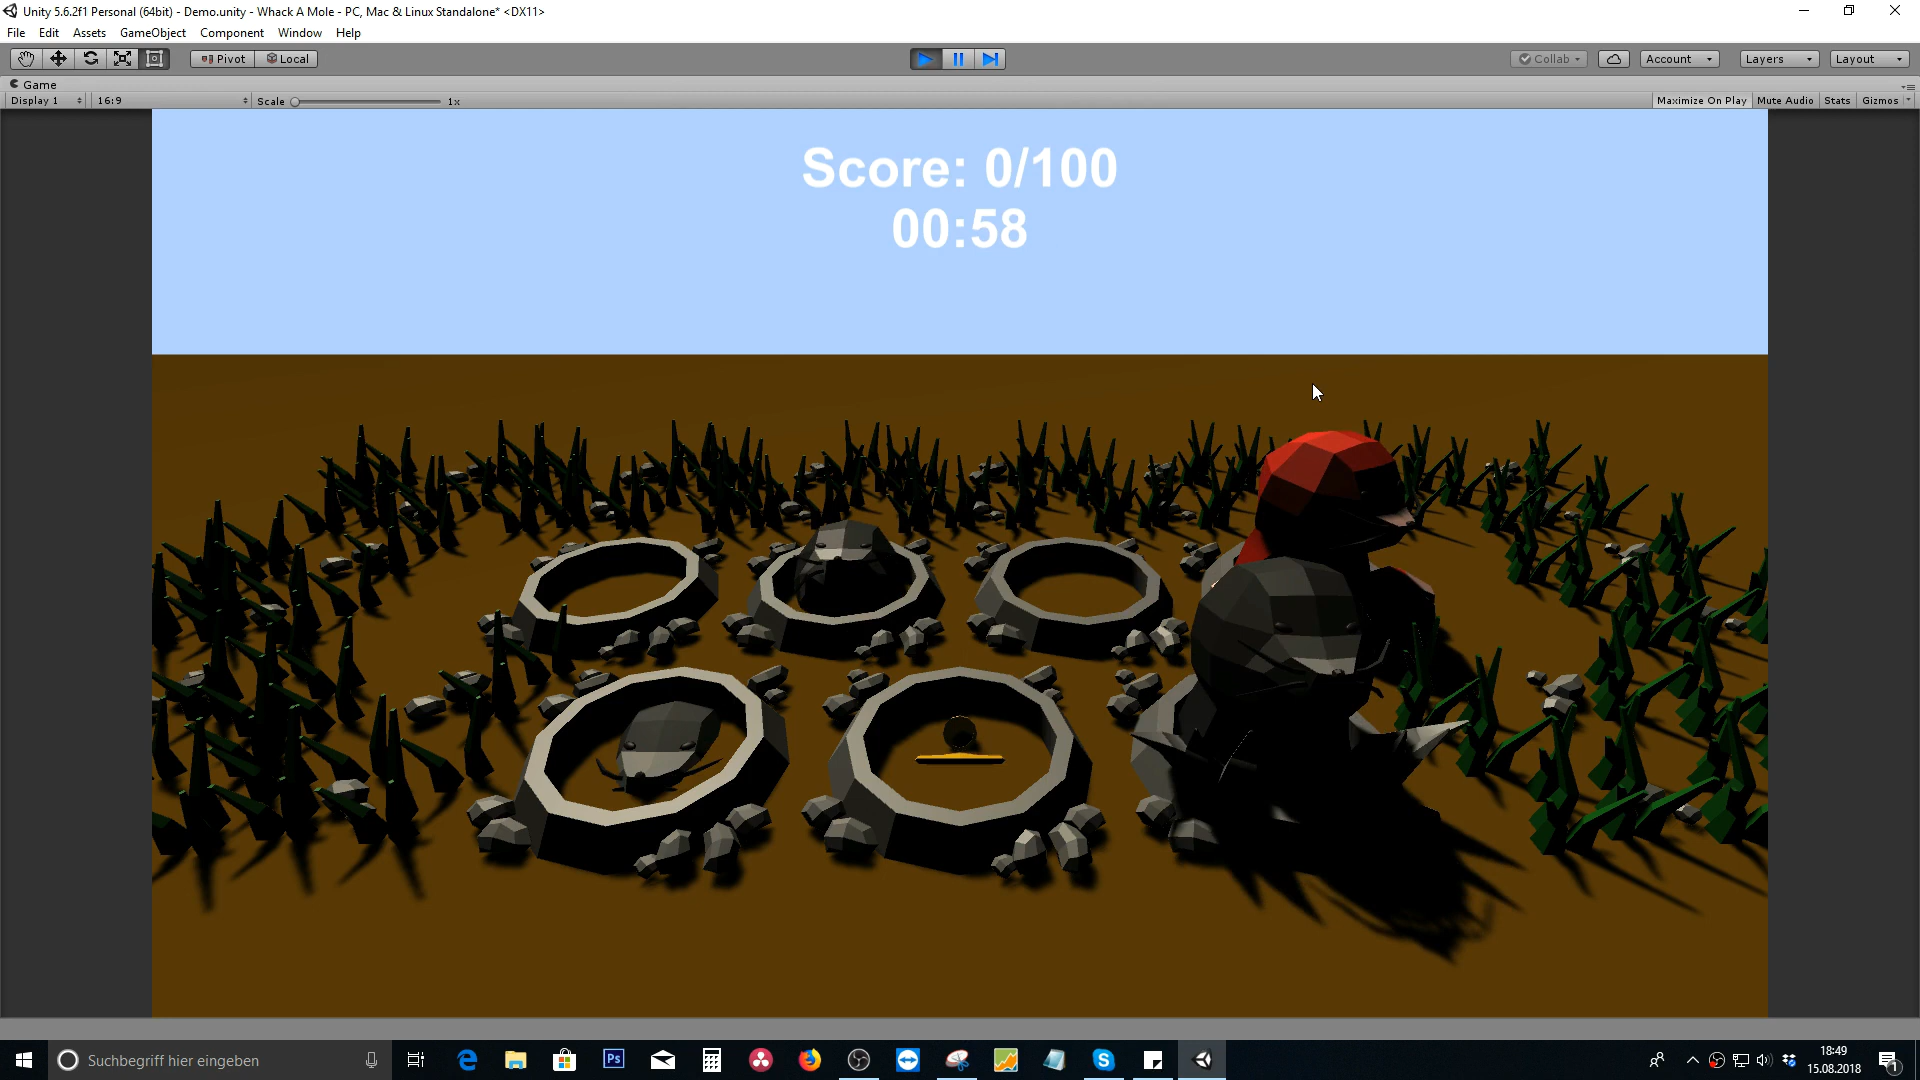 Unity 5.6.2f1 Personal (64bit) - Demo.unity - Whack A Mole - PC, Mac & Linux Standalone* <DX11>
File Edit Assets GameObject Component Window Help
Pivot Local Collab Account Layers Layout
Game
Display 1 16:9 Scale 1x Maximize On Play Mute Audio Stats Gizmos
Score: 0/100
00:58
Suchbegriff hier eingeben
Ps
18:49
15.08.2018
1